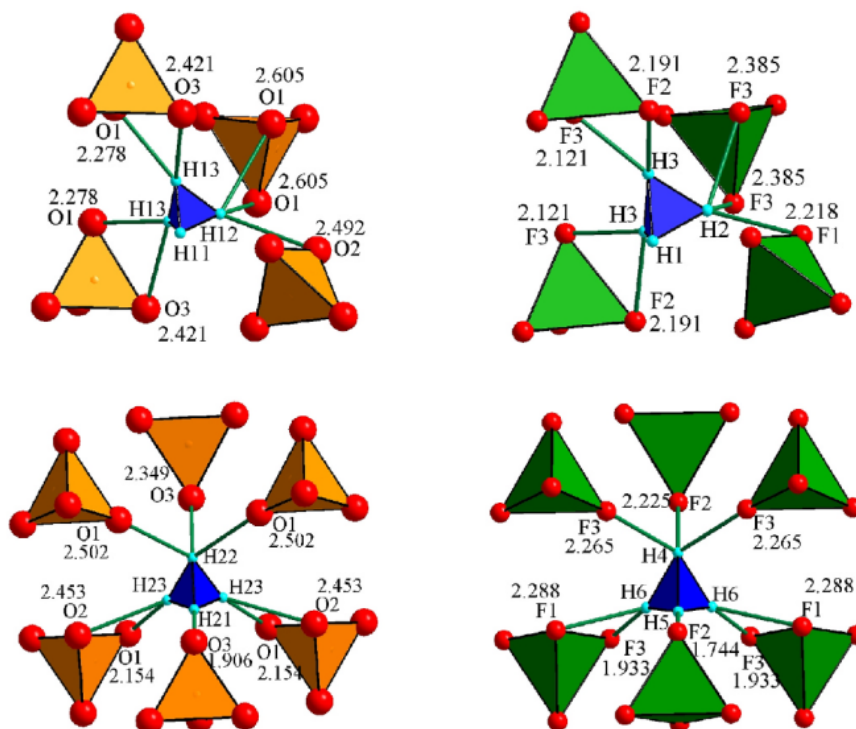 2.421
O3
2.605
O1
O1
2.278
H13
2.278
O1
H13
H12
H11
2.605
O1
2.492
O2
O3
2.421
2.191
F2
2.385
F3
F3
2.121
H3
2.121
F3
H3
H2
H1
2.385
F3
2.218
F1
F2
2.191
2.349
O3
O1
2.502
O1
2.502
H22
2.453
O2
H23
H23
H21
2.453
O2
O1
2.154
O3
1.906
O1
2.154
2.225
F2
F3
2.265
F3
2.265
H4
2.288
F1
H6
H6
H5
2.288
F1
F3
1.933
F2
1.744
F3
1.933